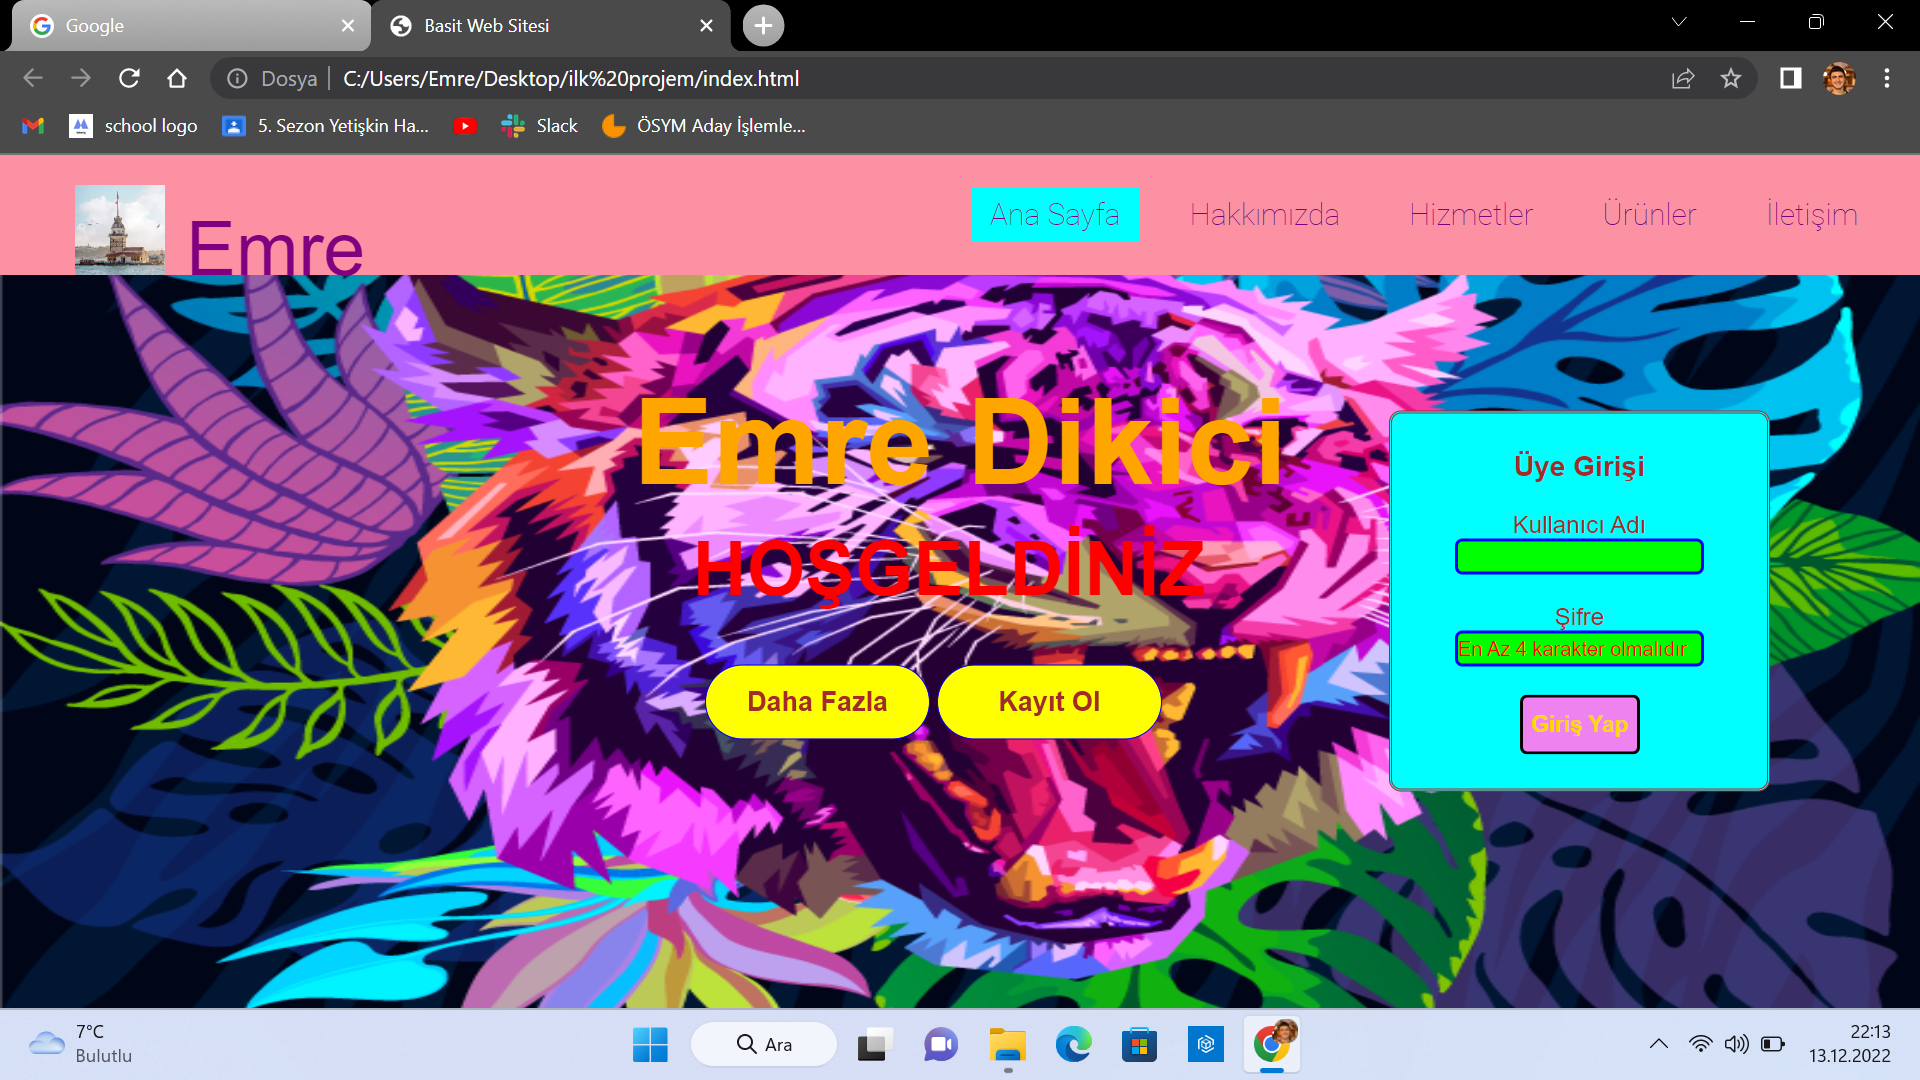 Google
Basit Web Sitesi
Dosya
C:/Users/Emre/Desktop/ilk%20projem/index.html
school logo
5. Sezon Yetişkin Ha...
Slack
ÖSYM Aday İşlemle...
Emre
Ana Sayfa
Hakkımızda
Hizmetler
Ürünler
İletişim
Emre Dikici
HOŞGELDİNİZ
Daha Fazla
Kayıt Ol
Üye Girişi
Kullanıcı Adı
Şifre
En Az 4 karakter olmalıdır
Giriş Yap
7°C
Bulutlu
Ara
22:13
13.12.2022